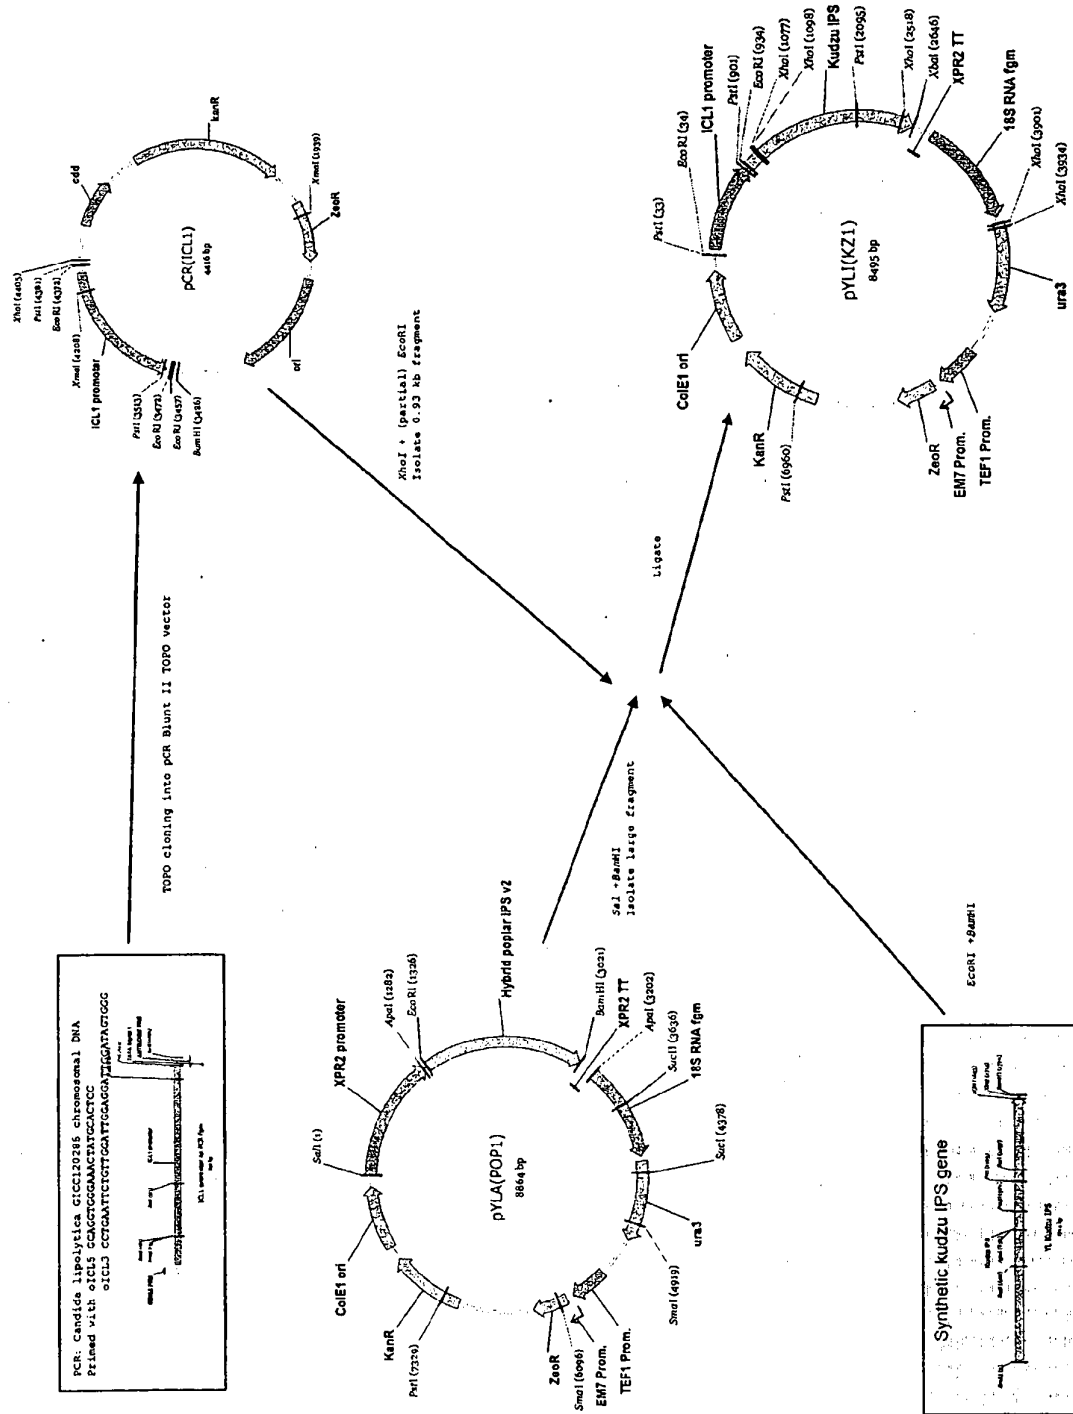 PCR: Candida lipolytica GICC120285 chromosomal DNA
Primed with oICL5 GCAGGTGGGAAACTATGCACTCC
oICL3 CCTGAATTCTGTTGGATTGGAGGATTGGATAGTGGG
TOPO cloning into pCR Blunt II TOPO vector
XhoI (4405)
PstI (4381)
EcoRI (4372)
XmaI (4208)
ICL1 promoter
PstI (3513)
EcoRI (3472)
EcoRI (3457)
BamHI (3426)
cdd
kanR
XmaI (1939)
ZeoR
ori
pCR(ICL1)
4416 bp
XhoI + (partial) EcoRI
Isolate 0.93 kb fragment
SalI (1)
XPR2 promoter
ApaI (1282)
EcoRI (1326)
Hybrid poplar IPS v2
BamHI (3021)
XPR2 TT
ApaI (3202)
SacII (3636)
18S RNA fgm
SacI (4378)
ura3
SmaI (4919)
TEF1 Prom.
EM7 Prom.
SmaI (6096)
ZeoR
PstI (7329)
KanR
ColE1 ori
pYLA(POP1)
8864 bp
Sal +BamHI
Isolate large fragment
Ligate
Synthetic kudzu IPS gene
YL Kudzu IPS
EcoRI +BamHI
PstI (33)
EcoRI (34)
ICL1 promoter
PstI (901)
EcoRI (934)
XhoI (1077)
XhoI (1098)
Kudzu IPS
PstI (2095)
XhoI (2518)
XbaI (2646)
XPR2 TT
18S RNA fgm
XhoI (3901)
XhoI (3934)
ura3
TEF1 Prom.
EM7 Prom.
ZeoR
PstI (6960)
KanR
ColE1 ori
pYLI(KZ1)
8495 bp